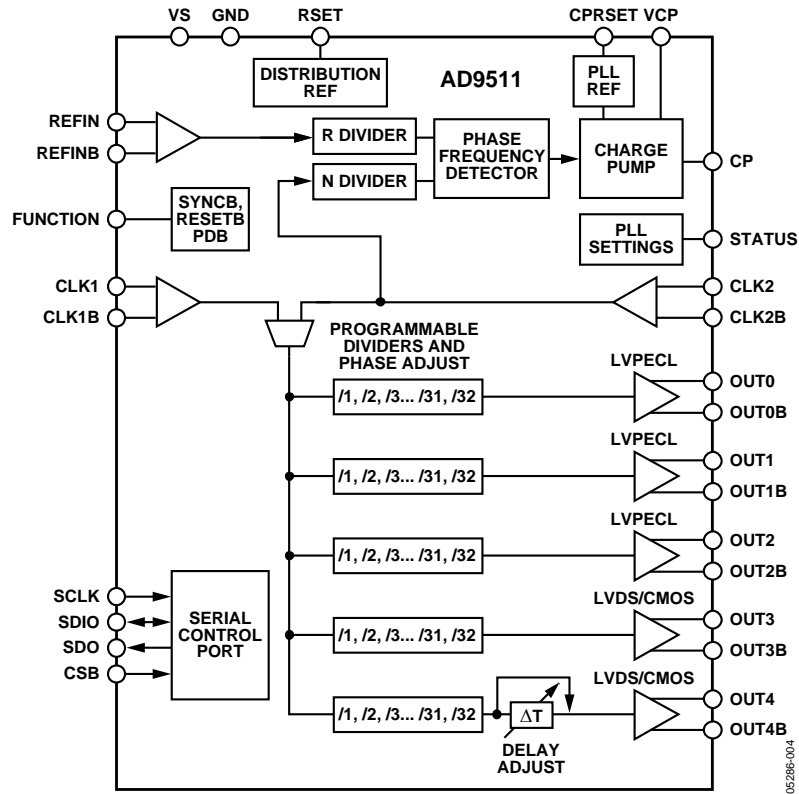 VS GND RSET CPRSET VCP
DISTRIBUTION
REF
AD9511
PLL
REF
REFIN
REFINB
R DIVIDER
N DIVIDER
PHASE
FREQUENCY
DETECTOR
CHARGE
PUMP
CP
FUNCTION
SYNCB,
RESETB
PDB
PLL
SETTINGS
STATUS
CLK1
CLK1B
CLK2
CLK2B
PROGRAMMABLE
DIVIDERS AND
PHASE ADJUST
LVPECL
/1, /2, /3... /31, /32
OUT0
OUT0B
LVPECL
/1, /2, /3... /31, /32
OUT1
OUT1B
LVPECL
/1, /2, /3... /31, /32
OUT2
OUT2B
SCLK
SDIO
SDO
CSB
SERIAL
CONTROL
PORT
LVDS/CMOS
/1, /2, /3... /31, /32
OUT3
OUT3B
LVDS/CMOS
/1, /2, /3... /31, /32
ΔT
DELAY
ADJUST
OUT4
OUT4B
05286-004